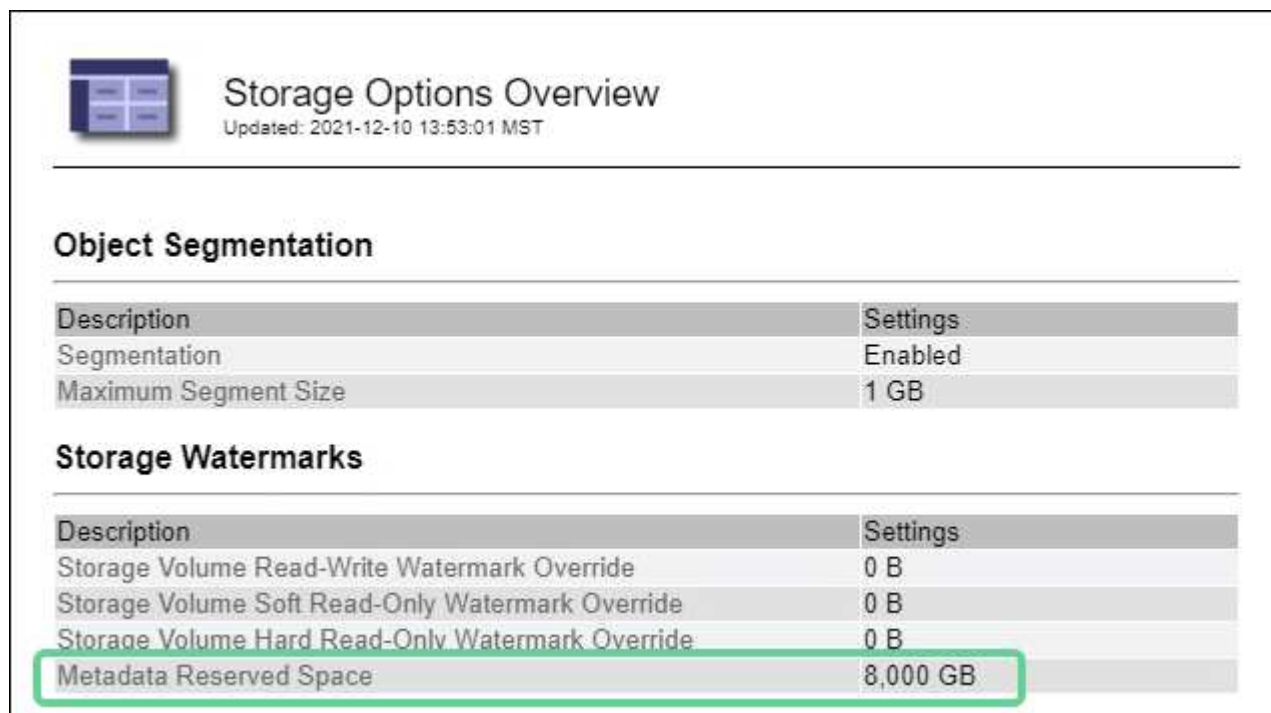 Storage Options Overview
Updated: 2021-12-10 13:53:01 MST
Object Segmentation
Description Settings
Segmentation Enabled
Maximum Segment Size 1 GB
Storage Watermarks
Description Settings
Storage Volume Read-Write Watermark Override 0 B
Storage Volume Soft Read-Only Watermark Override 0 B
Storage Volume Hard Read-Only Watermark Override 0 B
Metadata Reserved Space 8,000 GB